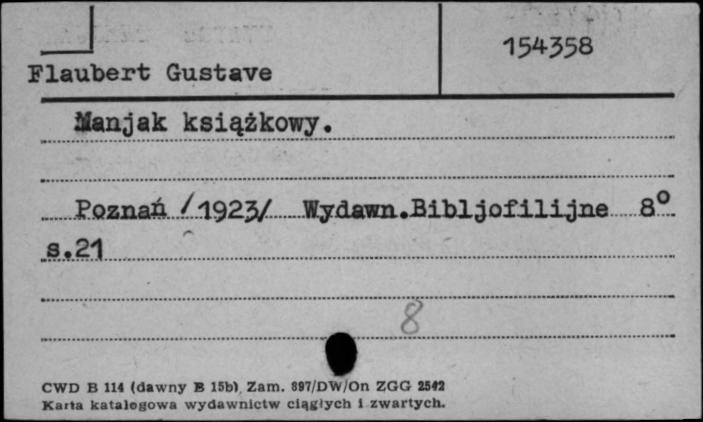 154358
Flaubert Gustave
Manjak książkowy.
Poznań /1923/ Wydawn.Bibljofilijne 8°
s.21
8
CWD B 114 (dawny B 15b) Zam. 897/DW/On ZGG 2542
Karta katalogowa wydawnictw ciągłych i zwartych.